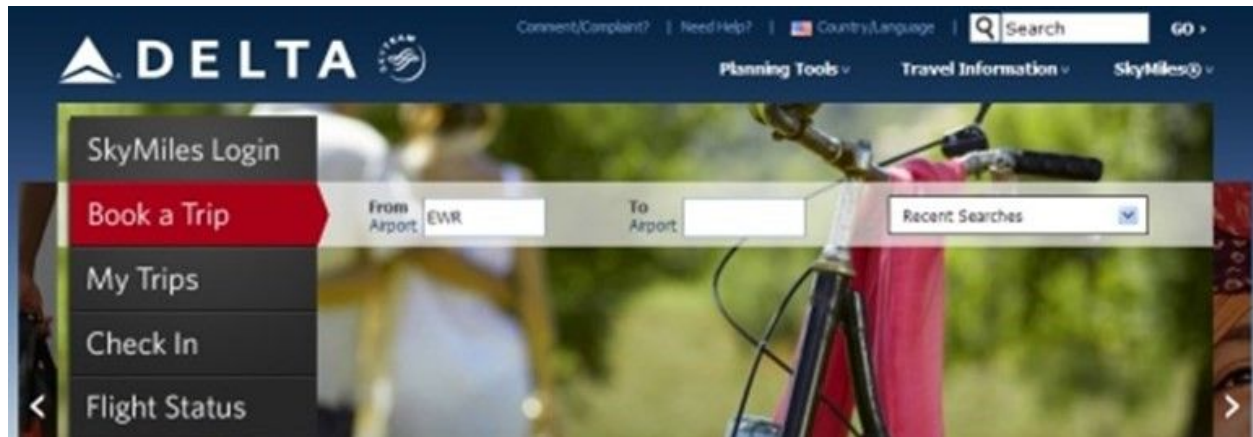 Comment/Complaint? | Need Help? | Country/Language | Search GO ›
DELTA SKYTEAM
Planning Tools Travel Information SkyMiles®
SkyMiles Login
Book a Trip
From
Airport
EWR
To
Airport
Recent Searches
My Trips
Check In
Flight Status